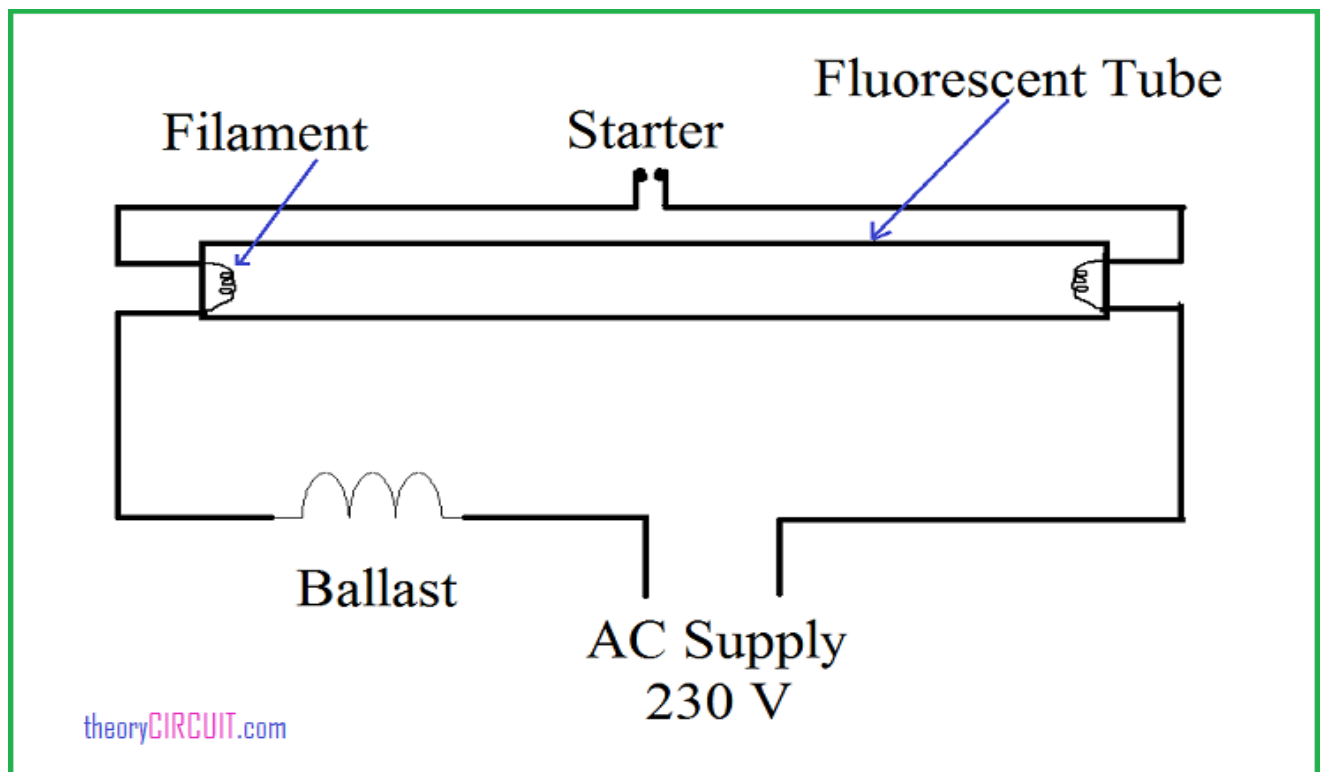 Fluorescent Tube
Filament
Starter
Ballast
AC Supply
230 V
theoryCIRCUIT.com